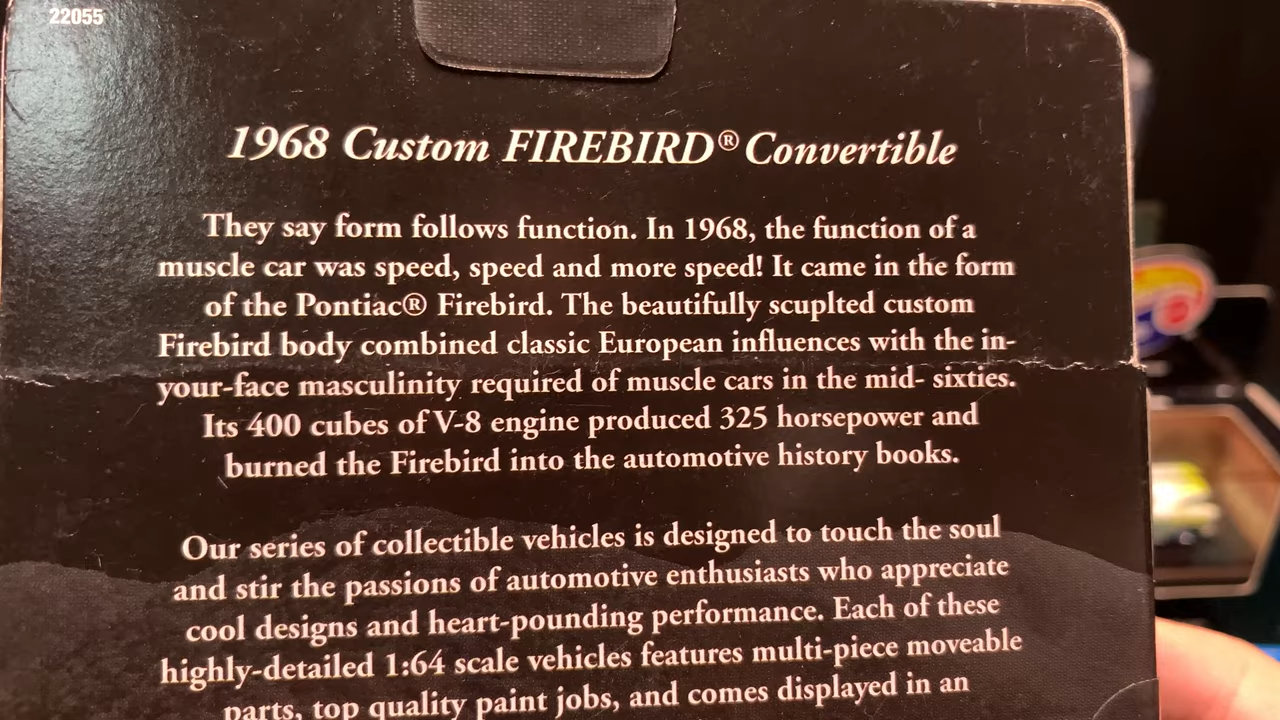 22055
1968 Custom FIREBIRD® Convertible
They say form follows function. In 1968, the function of a
muscle car was speed, speed and more speed! It came in the form
of the Pontiac® Firebird. The beautifully scuplted custom
Firebird body combined classic European influences with the in-
your-face masculinity required of muscle cars in the mid- sixties.
Its 400 cubes of V-8 engine produced 325 horsepower and
burned the Firebird into the automotive history books.
Our series of collectible vehicles is designed to touch the soul
and stir the passions of automotive enthusiasts who appreciate
cool designs and heart-pounding performance. Each of these
highly-detailed 1:64 scale vehicles features multi-piece moveable
parts, top quality paint jobs, and comes displayed in an